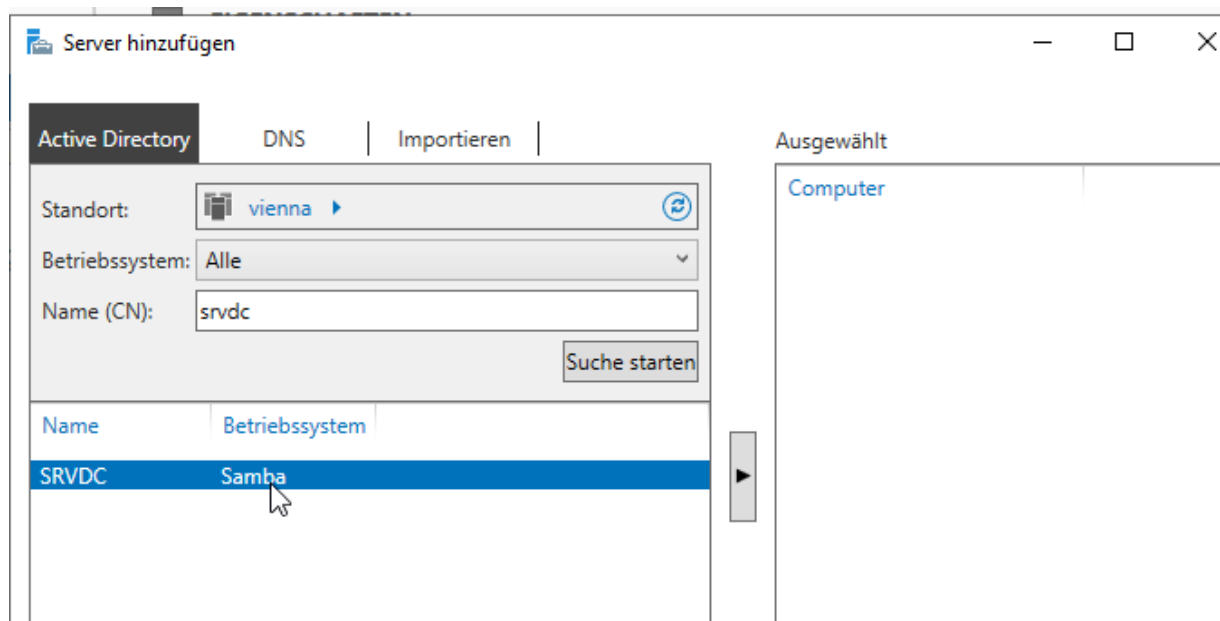 Server hinzufügen
Active Directory
DNS
Importieren
Ausgewählt
Standort:
vienna
Computer
Betriebssystem:
Alle
Name (CN):
srvdc
Suche starten
Name
Betriebssystem
SRVDC
Samba